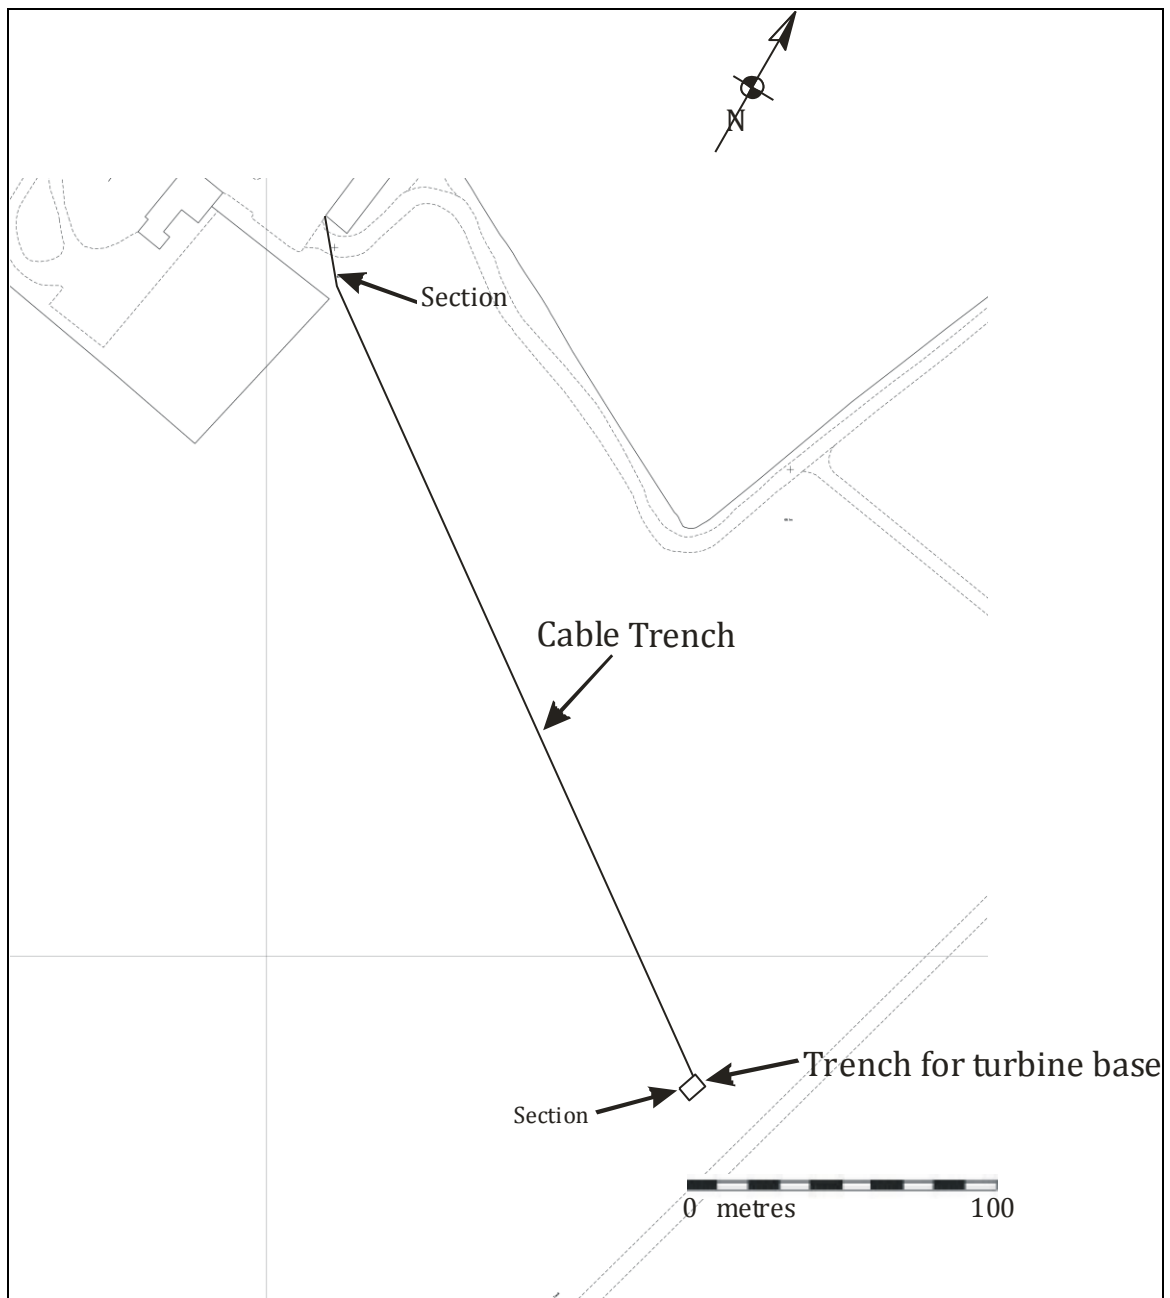 N
Section
Cable Trench
Trench for turbine base
Section
0 metres 100